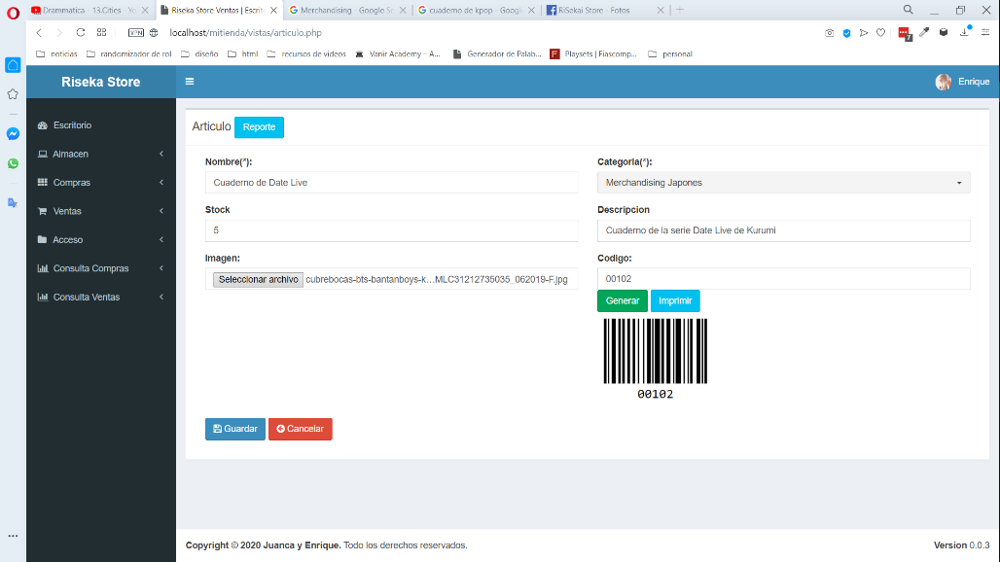 Drammatica - 13.Cities - Yo
Riseka Store Ventas | Escrit
Merchandising - Google Se
cuaderno de kpop - Googl
RiSekai Store - Fotos
VPN
localhost/mitienda/vistas/articulo.php
7
noticias
randomizador de rol
diseño
html
recursos de videos
Vanir Academy – A...
Generador de Palab...
Playsets | Fiascomp...
personal
Riseka Store
Enrique
Escritorio
Almacen
Compras
Ventas
Acceso
Consulta Compras
Consulta Ventas
Articulo Reporte
Nombre(*):
Categoria(*):
Cuaderno de Date Live
Merchandising Japones
Stock
Descripcion
5
Cuaderno de la serie Date Live de Kurumi
Imagen:
Codigo:
Seleccionar archivo cubrebocas-bts-bantanboys-k...MLC31212735035_062019-F.jpg
00102
Generar Imprimir
00102
Guardar Cancelar
Copyright © 2020 Juanca y Enrique. Todo los derechos reservados.
Version 0.0.3